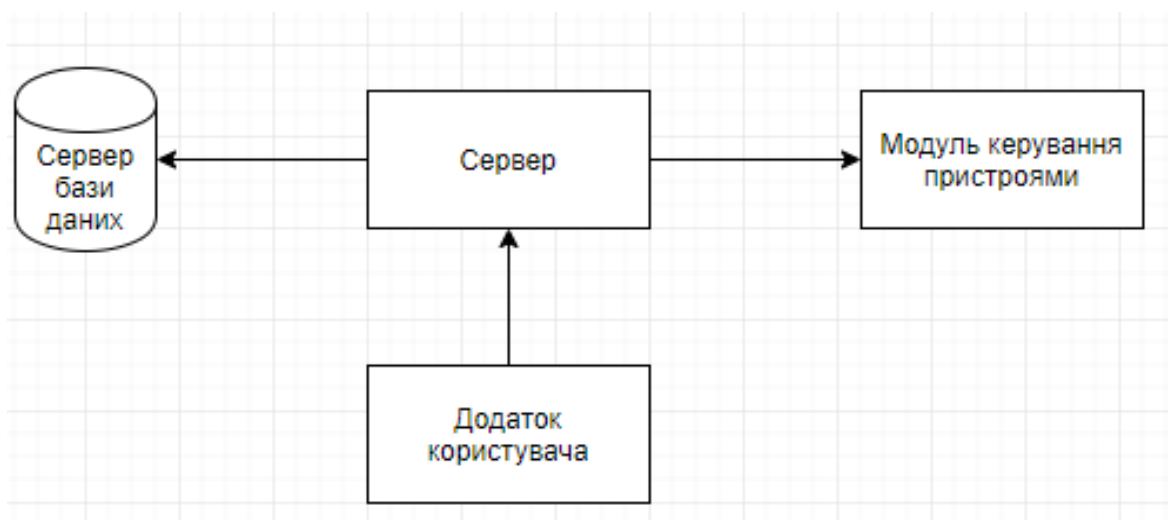 Сервер
бази
даних
Сервер
Модуль керування
пристроями
Додаток
користувача